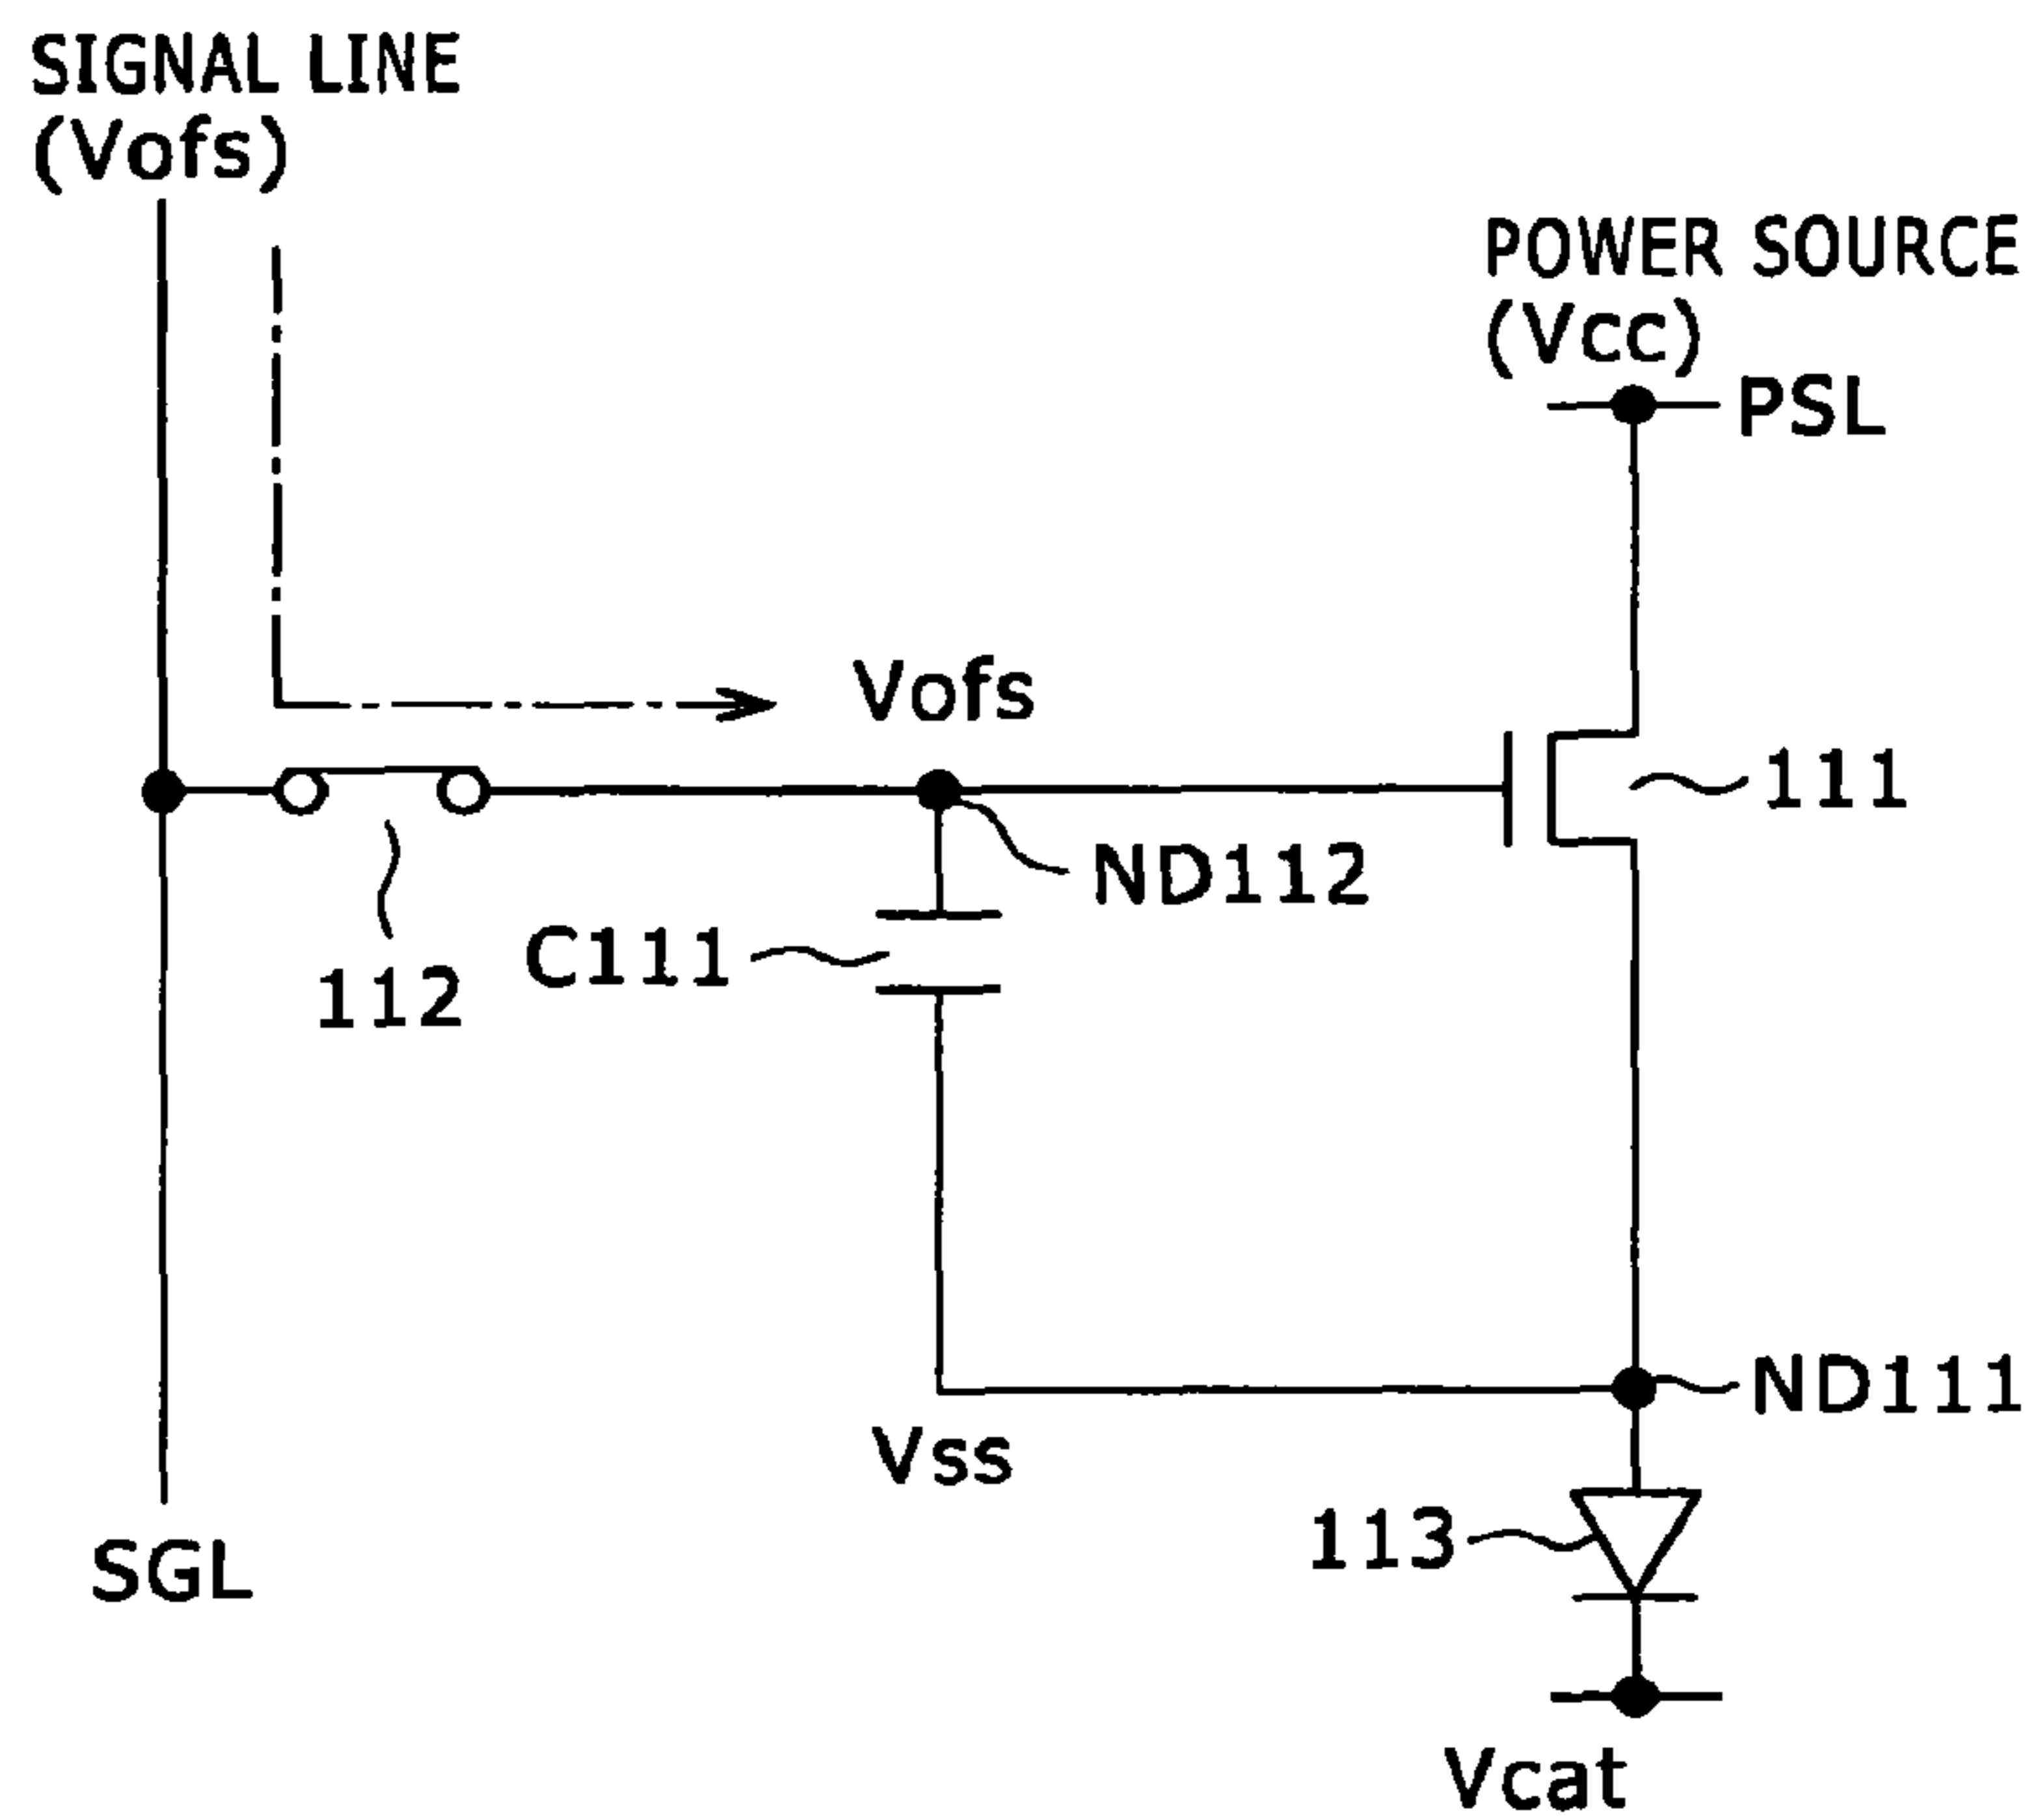 SIGNAL LINE
(Vofs)
POWER SOURCE
(Vcc)
PSL
Vofs
111
ND112
C111
112
ND111
Vss
113
SGL
Vcat